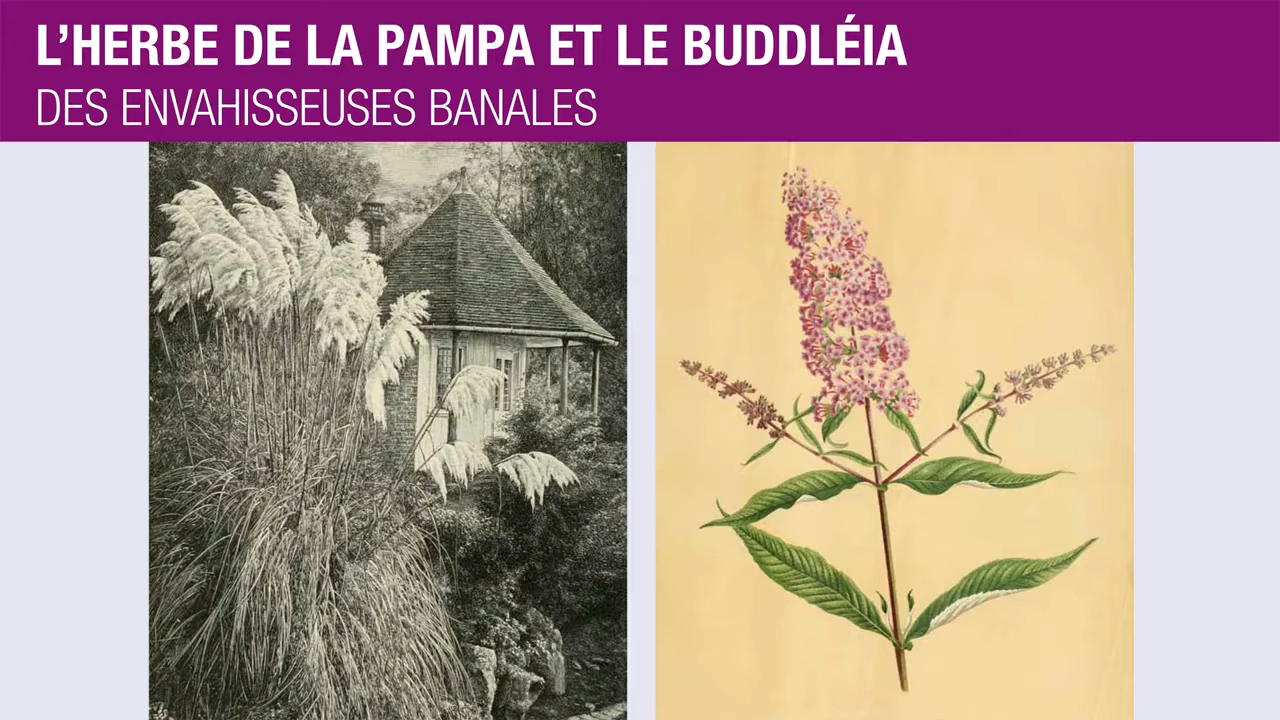 L’HERBE DE LA PAMPA ET LE BUDDLÉIA
DES ENVAHISSEUSES BANALES